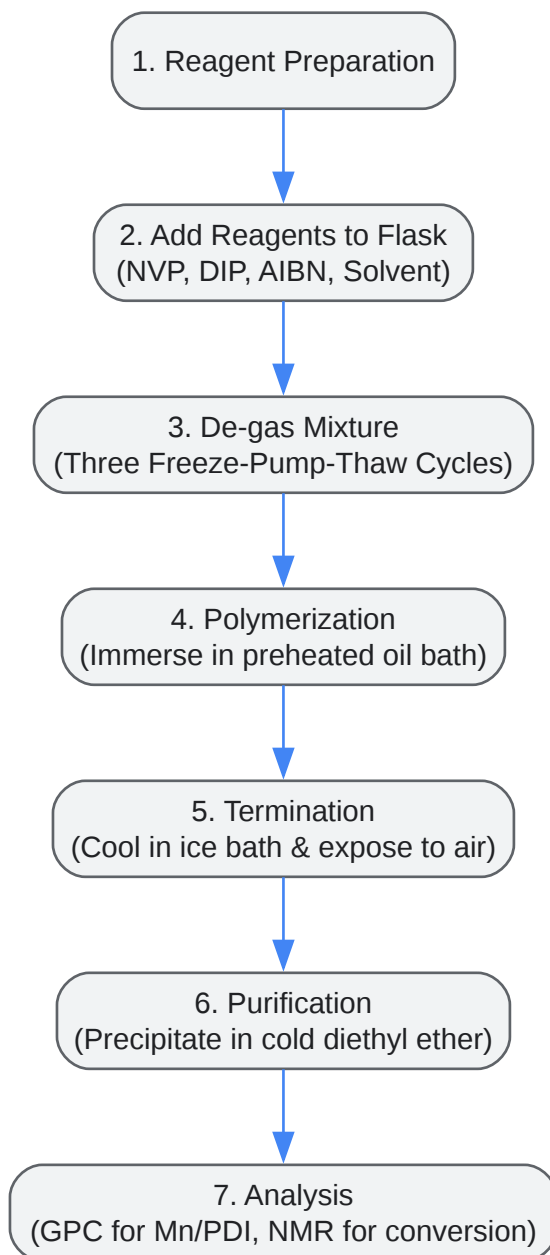 1. Reagent Preparation
2. Add Reagents to Flask
(NVP, DIP, AIBN, Solvent)
3. De-gas Mixture
(Three Freeze-Pump-Thaw Cycles)
4. Polymerization
(Immerse in preheated oil bath)
5. Termination
(Cool in ice bath & expose to air)
6. Purification
(Precipitate in cold diethyl ether)
7. Analysis
(GPC for Mn/PDI, NMR for conversion)